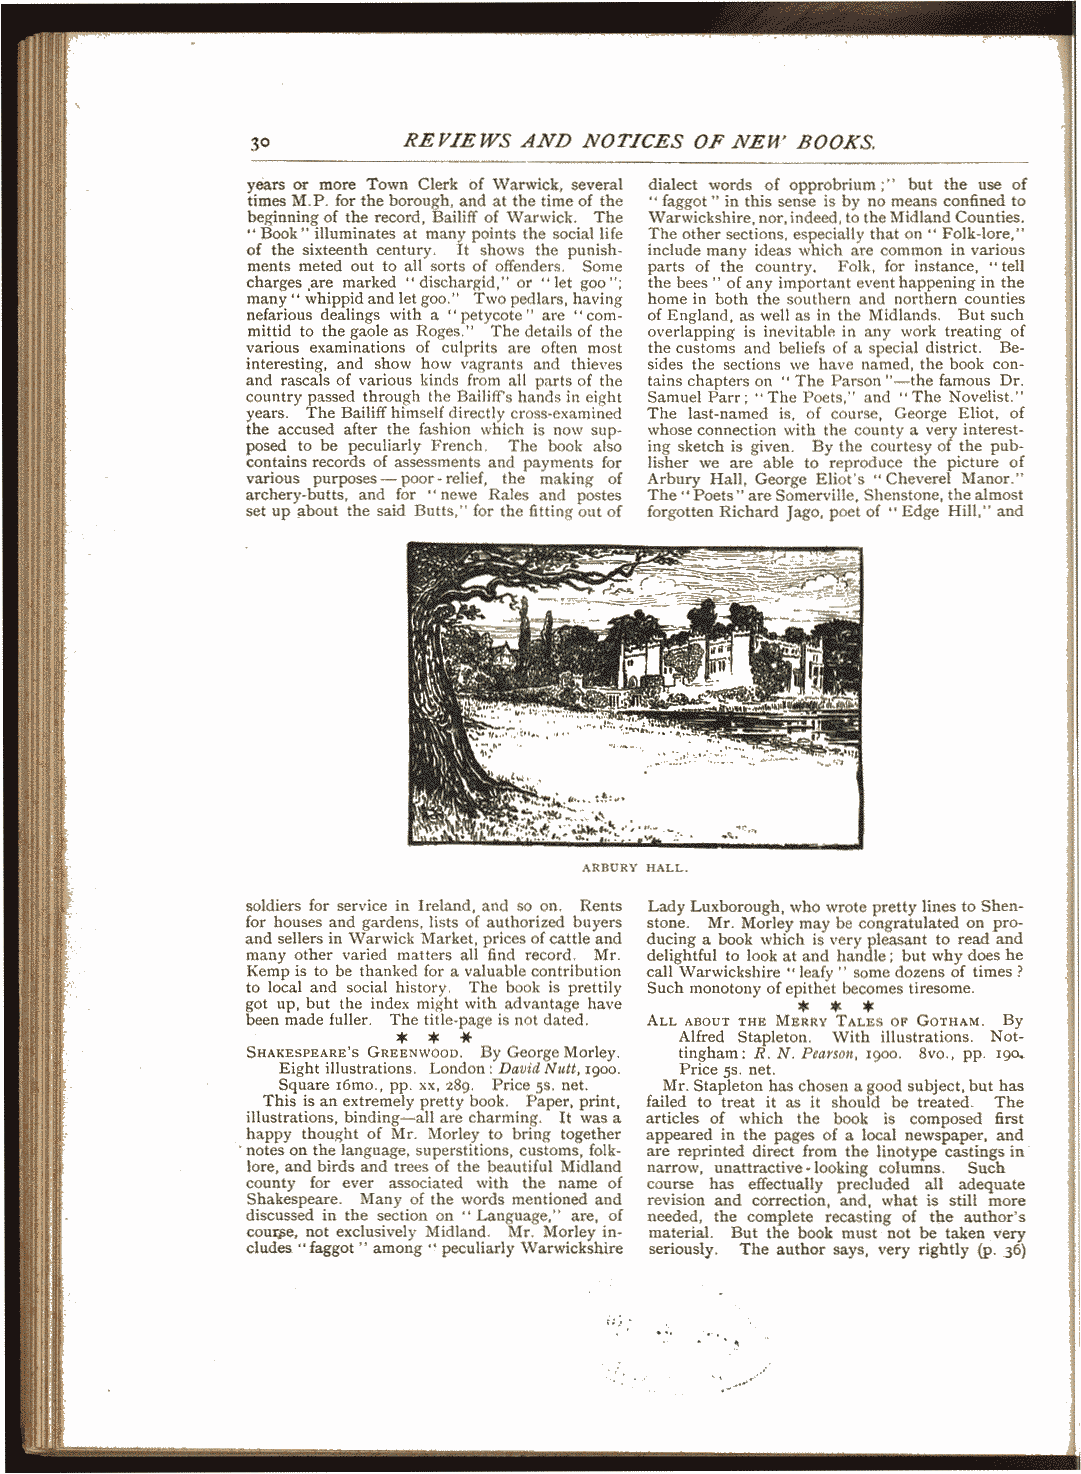 30 REVIEWS AND NOTICES OF NEW BOOKS.
years or more Town Clerk of Warwick, several
times M.P. for the borough, and at the time of the
beginning of the record, Bailiff of Warwick. The
"Book" illuminates at many points the social life
of the sixteenth century. It shows the punish-
ments meted out to all sorts of offenders. Some
charges are marked "dischargid," or "let goo";
many "whippid and let goo." Two pedlars, having
nefarious dealings with a "petycote" are "com-
mittid to the gaole as Roges." The details of the
various examinations of culprits are often most
interesting, and show how vagrants and thieves
and rascals of various kinds from all parts of the
country passed through the Bailiff's hands in eight
years. The Bailiff himself directly cross-examined
the accused after the fashion which is now sup-
posed to be peculiarly French. The book also
contains records of assessments and payments for
various purposes—poor-relief, the making of
archery-butts, and for "newe Rales and postes
set up about the said Butts," for the fitting out of
soldiers for service in Ireland, and so on. Rents
for houses and gardens, lists of authorized buyers
and sellers in Warwick Market, prices of cattle and
many other varied matters all find record. Mr.
Kemp is to be thanked for a valuable contribution
to local and social history. The book is prettily
got up, but the index might with advantage have
been made fuller. The title-page is not dated.
* * *
SHAKESPEARE'S GREENWOOD. By George Morley.
Eight illustrations. London: David Nutt, 1900.
Square 16mo., pp. xx, 289. Price 5s. net.
This is an extremely pretty book. Paper, print,
illustrations, binding—all are charming. It was a
happy thought of Mr. Morley to bring together
notes on the language, superstitions, customs, folk-
lore, and birds and trees of the beautiful Midland
county for ever associated with the name of
Shakespeare. Many of the words mentioned and
discussed in the section on "Language," are, of
course, not exclusively Midland. Mr. Morley in-
cludes "faggot" among "peculiarly Warwickshire
dialect words of opprobrium;" but the use of
"faggot" in this sense is by no means confined to
Warwickshire, nor, indeed, to the Midland Counties.
The other sections, especially that on "Folk-lore,"
include many ideas which are common in various
parts of the country. Folk, for instance, "tell
the bees" of any important event happening in the
home in both the southern and northern counties
of England, as well as in the Midlands. But such
overlapping is inevitable in any work treating of
the customs and beliefs of a special district. Be-
sides the sections we have named, the book con-
tains chapters on "The Parson"—the famous Dr.
Samuel Parr; "The Poets," and "The Novelist."
The last-named is, of course, George Eliot, of
whose connection with the county a very interest-
ing sketch is given. By the courtesy of the pub-
lisher we are able to reproduce the picture of
Arbury Hall, George Eliot's "Cheverel Manor."
The "Poets" are Somerville, Shenstone, the almost
forgotten Richard Jago, poet of "Edge Hill," and
ARBURY HALL.
Lady Luxborough, who wrote pretty lines to Shen-
stone. Mr. Morley may be congratulated on pro-
ducing a book which is very pleasant to read and
delightful to look at and handle; but why does he
call Warwickshire "leafy" some dozens of times?
Such monotony of epithet becomes tiresome.
* * *
ALL ABOUT THE MERRY TALES OF GOTHAM. By
Alfred Stapleton. With illustrations. Not-
tingham: R. N. Pearson, 1900. 8vo., pp. 190.
Price 5s. net.
Mr. Stapleton has chosen a good subject, but has
failed to treat it as it should be treated. The
articles of which the book is composed first
appeared in the pages of a local newspaper, and
are reprinted direct from the linotype castings in
narrow, unattractive-looking columns. Such
course has effectually precluded all adequate
revision and correction, and, what is still more
needed, the complete recasting of the author's
material. But the book must not be taken very
seriously. The author says, very rightly (p. 36)